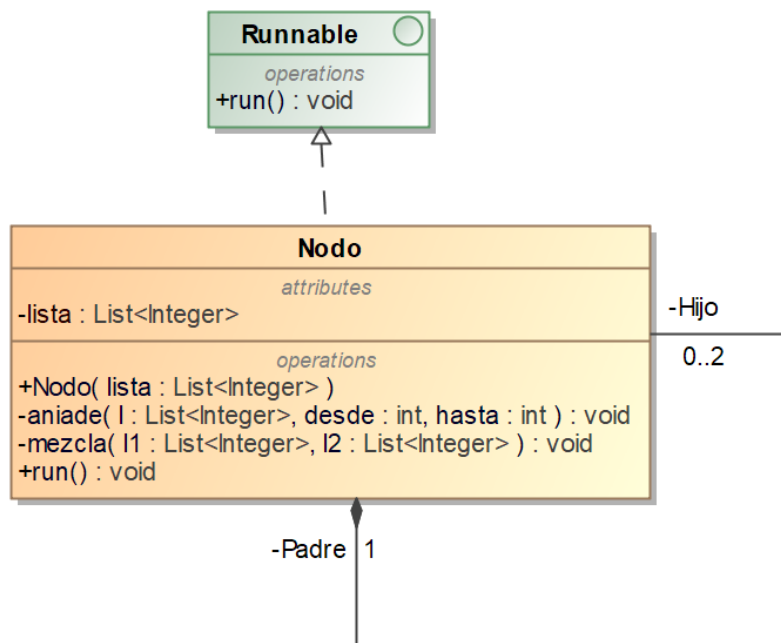 Runnable
operations
+run() : void
Nodo
attributes
-lista : List<Integer>
operations
+Nodo( lista : List<Integer> )
-aniade( l : List<Integer>, desde : int, hasta : int ) : void
-mezcla( l1 : List<Integer>, l2 : List<Integer> ) : void
+run() : void
-Hijo
0..2
-Padre 1